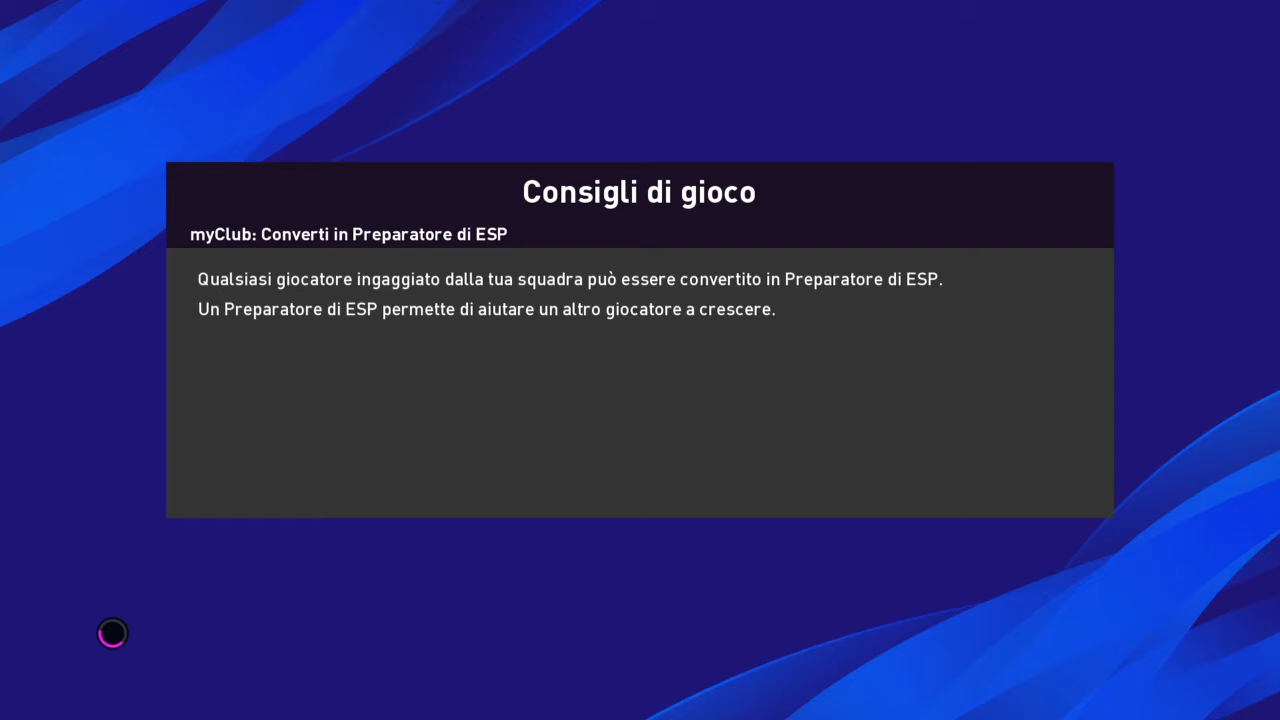 Consigli di gioco
myClub: Converti in Preparatore di ESP
Qualsiasi giocatore ingaggiato dalla tua squadra può essere convertito in Preparatore di ESP.
Un Preparatore di ESP permette di aiutare un altro giocatore a crescere.